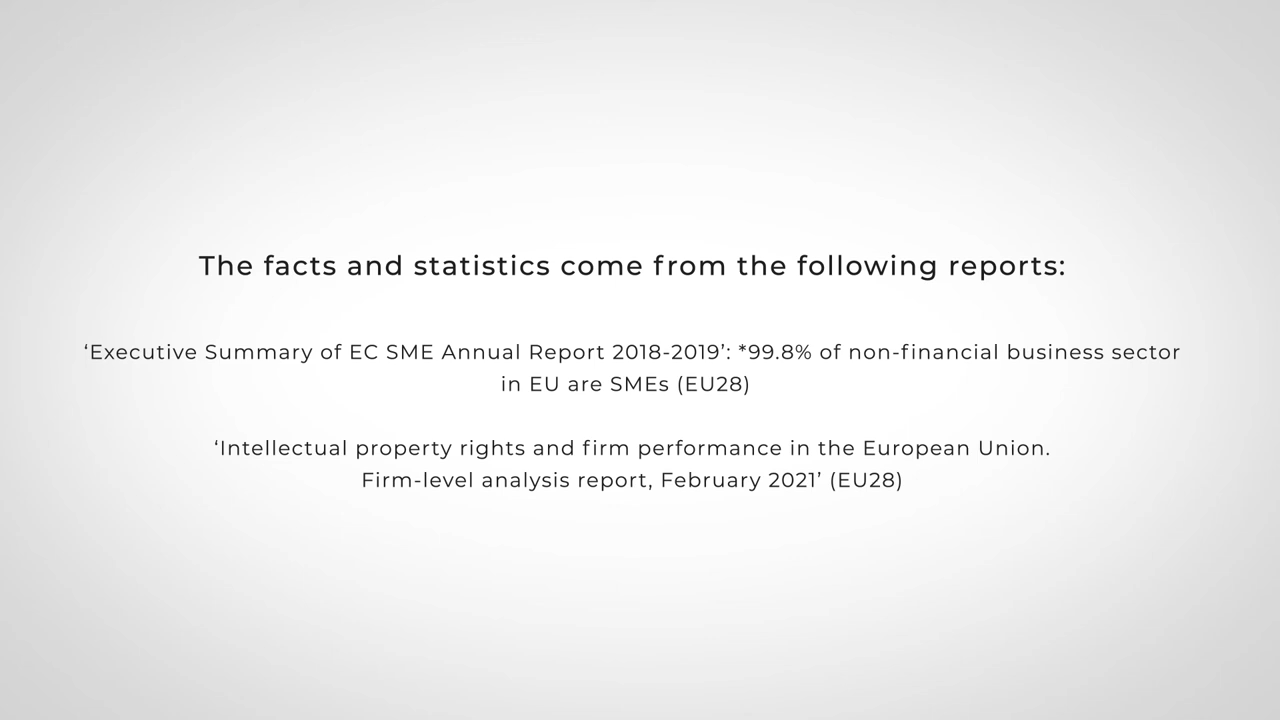 The facts and statistics come from the following reports:
‘Executive Summary of EC SME Annual Report 2018-2019’: *99.8% of non-financial business sector
in EU are SMEs (EU28)
‘Intellectual property rights and firm performance in the European Union.
Firm-level analysis report, February 2021’ (EU28)